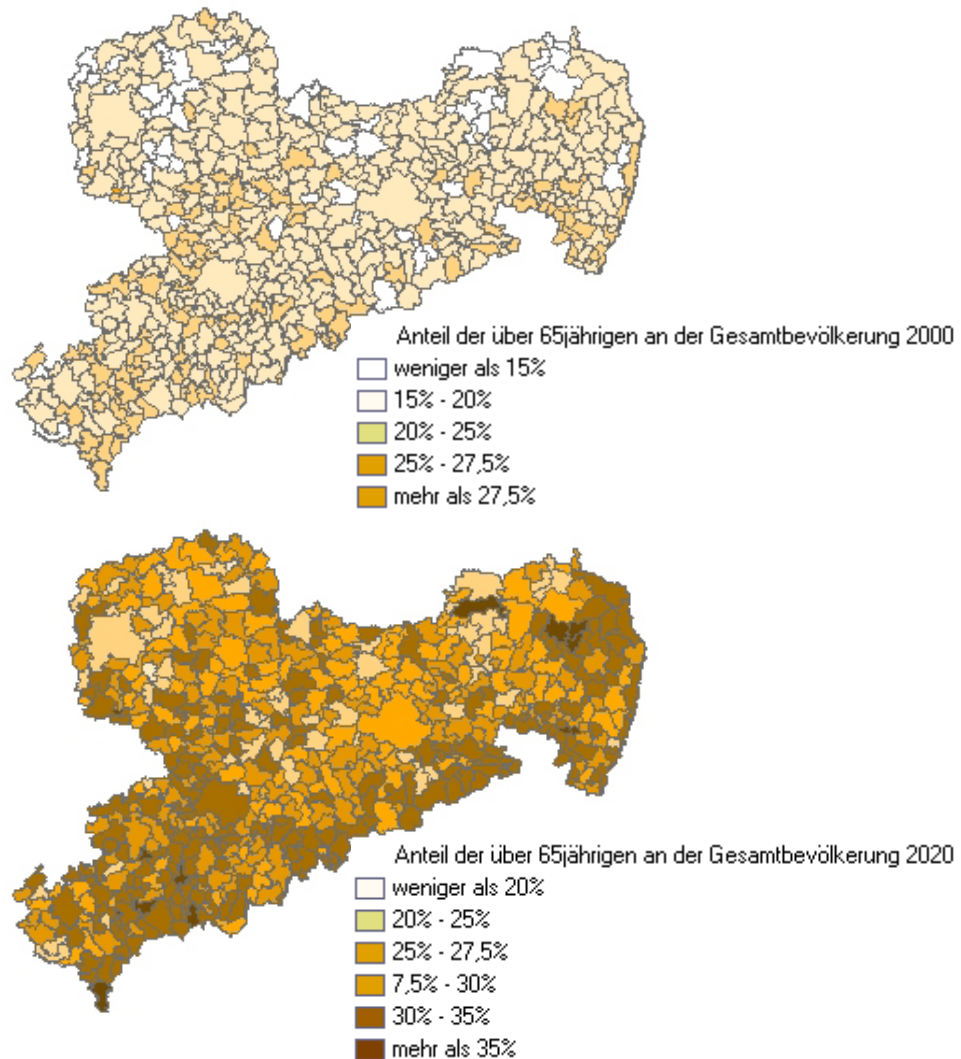 Anteil der über 65jährigen an der Gesamtbevölkerung 2000
weniger als 15%
15% - 20%
20% - 25%
25% - 27,5%
mehr als 27,5%
Anteil der über 65jährigen an der Gesamtbevölkerung 2020
weniger als 20%
20% - 25%
25% - 27,5%
7,5% - 30%
30% - 35%
mehr als 35%